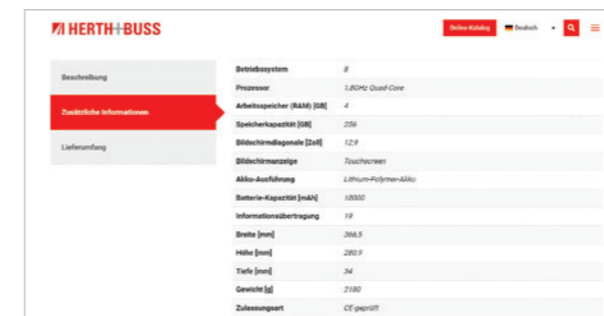 HERTH+BUSS
Online-Katalog
Deutsch
Beschreibung
Zusätzliche Informationen
Lieferumfang
Betriebssystem 8
Prozessor 1,8GHz Quad-Core
Arbeitsspeicher (RAM) [GB] 4
Speicherkapazität [GB] 256
Bildschirmdiagonale [Zoll] 12,9
Bildschirmanzeige Touchscreen
Akku-Ausführung Lithium-Polymer-Akku
Batterie-Kapazität [mAh] 18000
Informationsübertragung 19
Breite [mm] 366,5
Höhe [mm] 280,9
Tiefe [mm] 34
Gewicht [g] 2180
Zulassungsart CE-geprüft